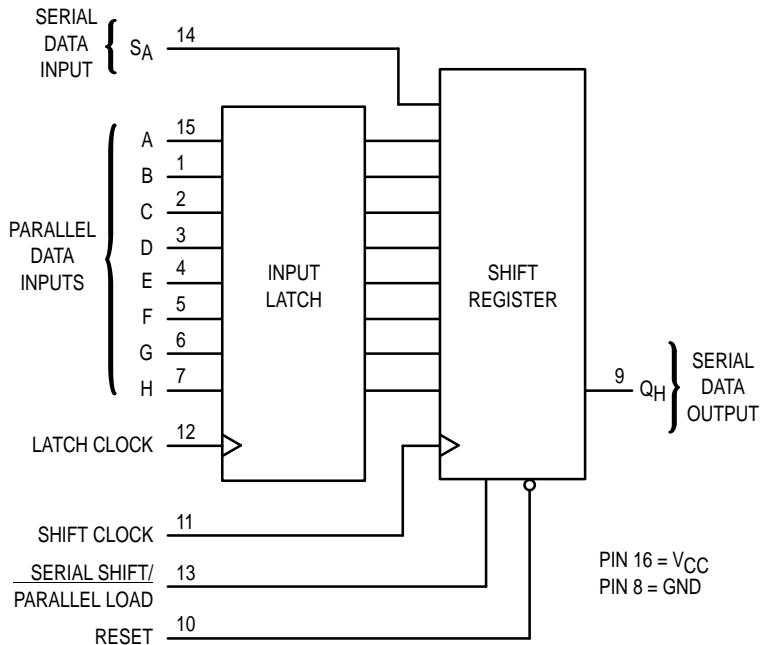 SERIAL
DATA
INPUT
SA
14
A
15
B
1
C
2
D
3
E
4
F
5
G
6
H
7
PARALLEL
DATA
INPUTS
INPUT
LATCH
SHIFT
REGISTER
9
QH
SERIAL
DATA
OUTPUT
LATCH CLOCK
12
SHIFT CLOCK
11
SERIAL SHIFT/
PARALLEL LOAD
13
RESET
10
PIN 16 = VCC
PIN 8 = GND